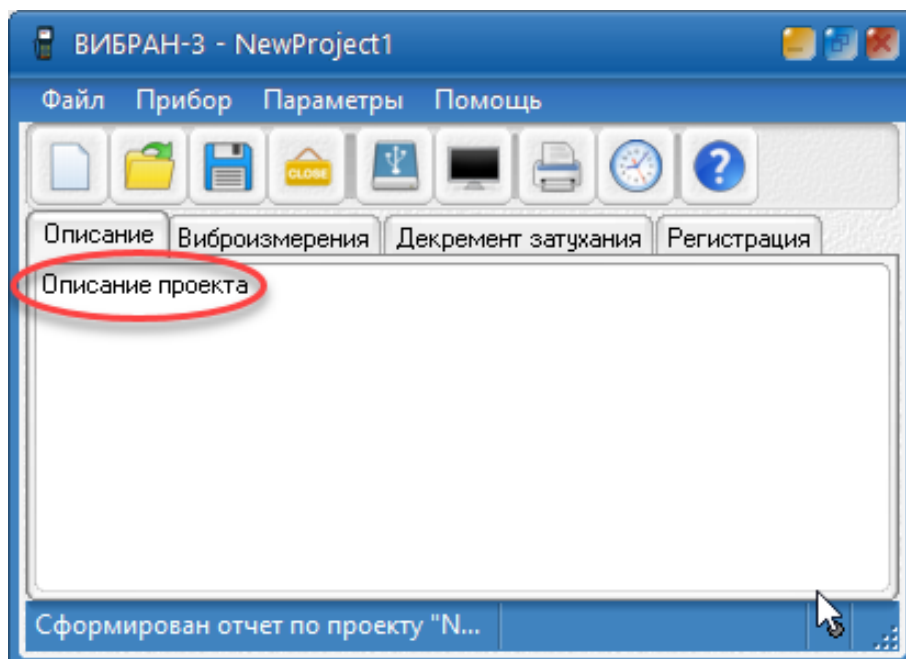 ВИБРАН-3 - NewProject1
Файл Прибор Параметры Помощь
CLOSE
?
Описание Виброизмерения Декремент затухания Регистрация
Описание проекта
Сформирован отчет по проекту "N...